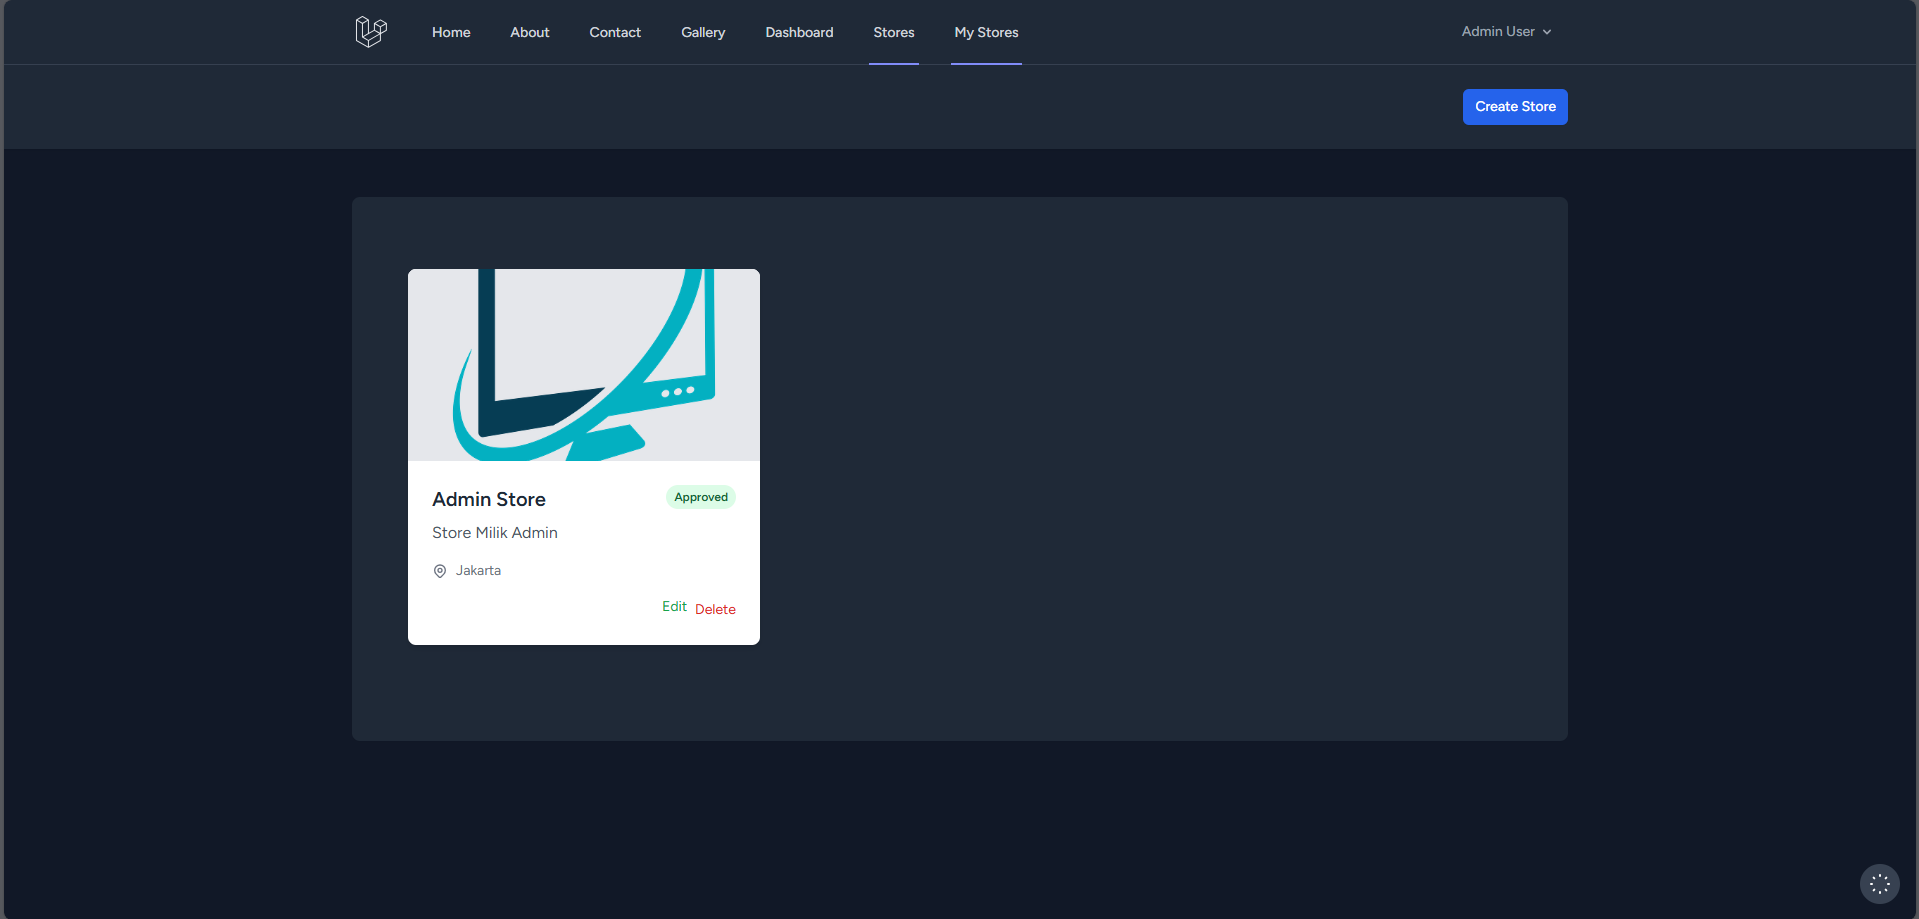 Home About Contact Gallery Dashboard Stores My Stores Admin User
Create Store
Admin Store Approved
Store Milik Admin
Jakarta
Edit Delete